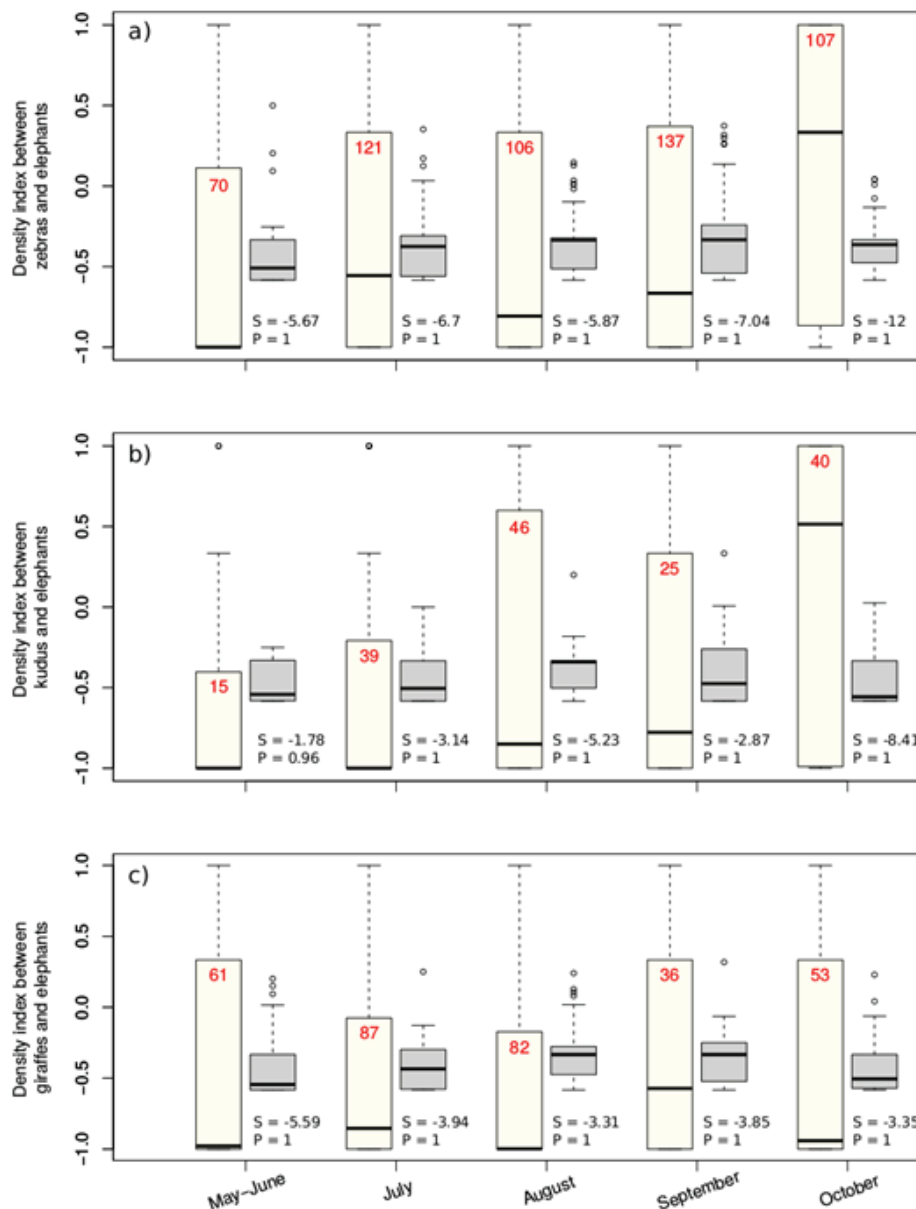 a)
Density index between
zebras and elephants
1.0
0.5
0.0
−0.5
−1.0
70
121
106
137
107
S = -5.67
P = 1
S = -6.7
P = 1
S = -5.87
P = 1
S = -7.04
P = 1
S = -12
P = 1
b)
Density index between
kudus and elephants
1.0
0.5
0.0
−0.5
−1.0
15
39
46
25
40
S = -1.78
P = 0.96
S = -3.14
P = 1
S = -5.23
P = 1
S = -2.87
P = 1
S = -8.41
P = 1
c)
Density index between
giraffes and elephants
1.0
0.5
0.0
−0.5
−1.0
61
87
82
36
53
S = -5.59
P = 1
S = -3.94
P = 1
S = -3.31
P = 1
S = -3.85
P = 1
S = -3.35
P = 1
May−June
July
August
September
October